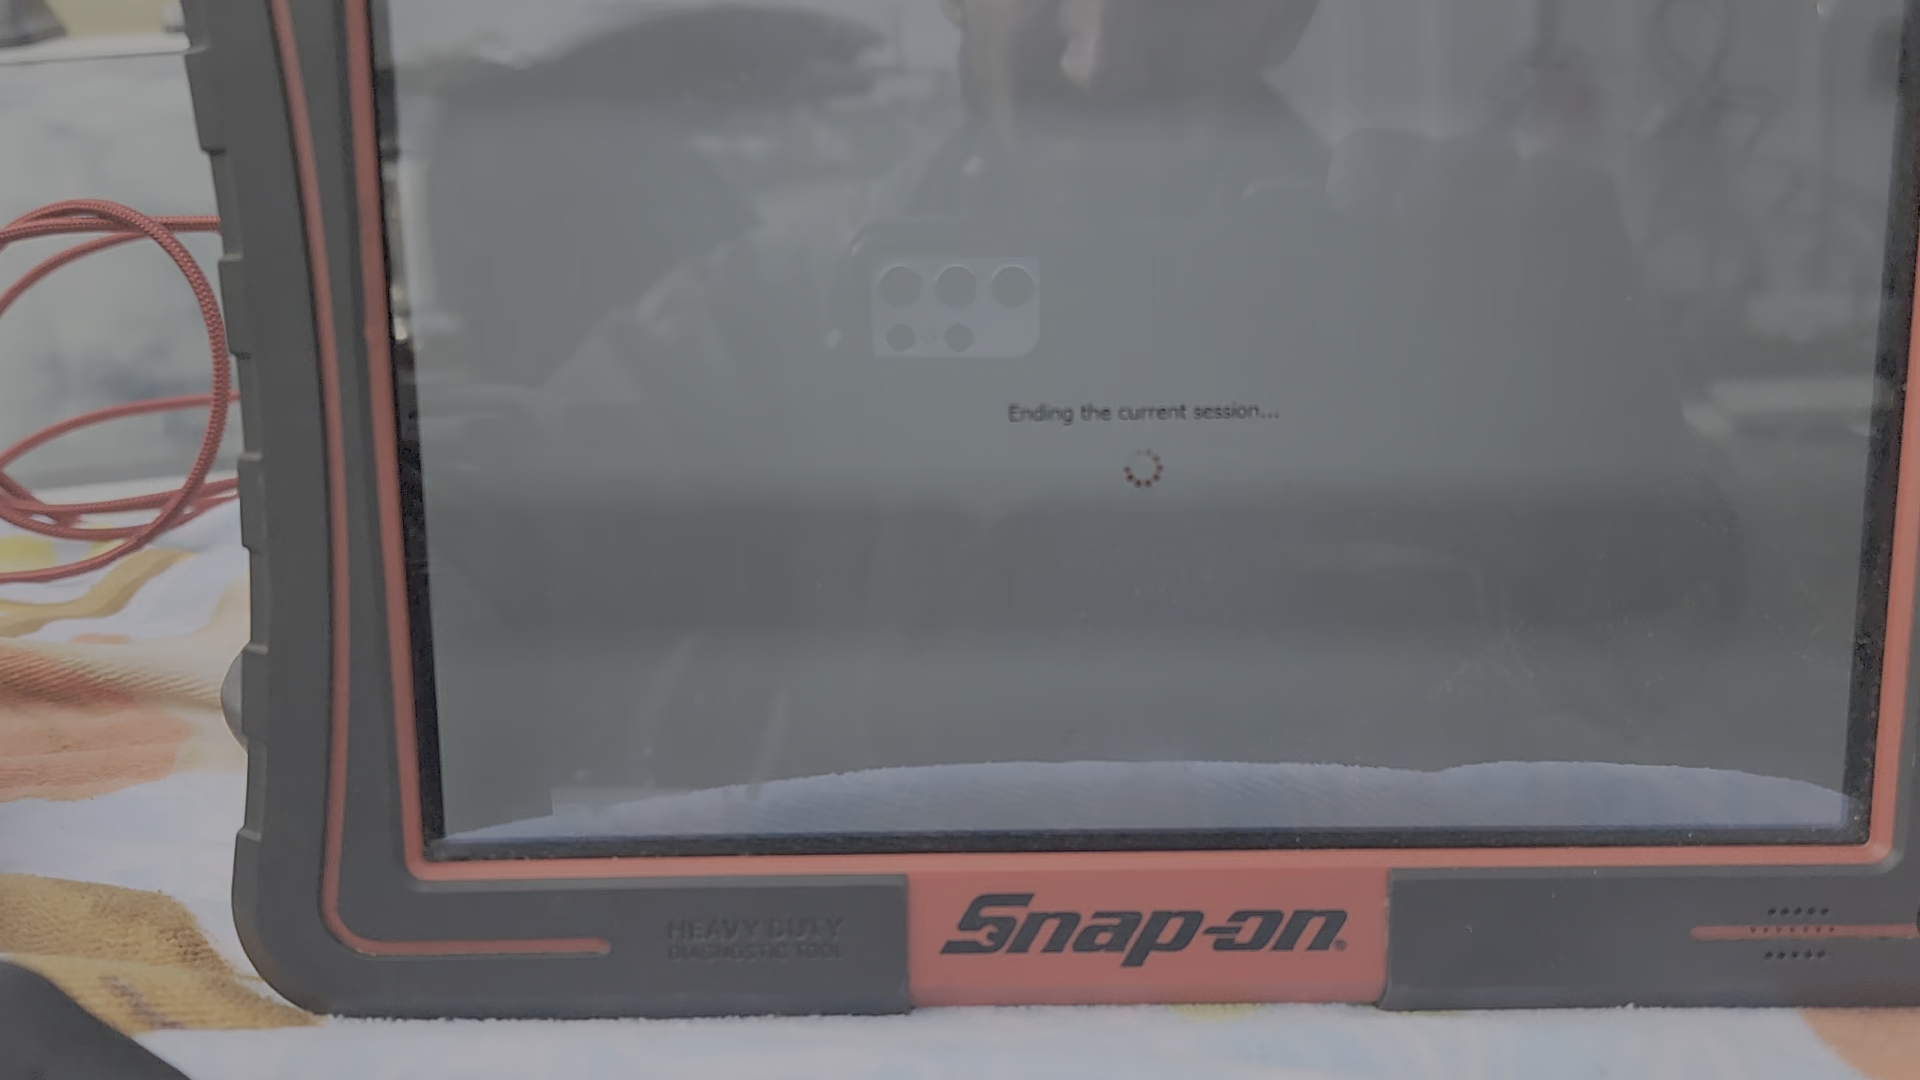 Ending the current session...
HEAVY DUTY
DIAGNOSTIC TOOL
Snap-on